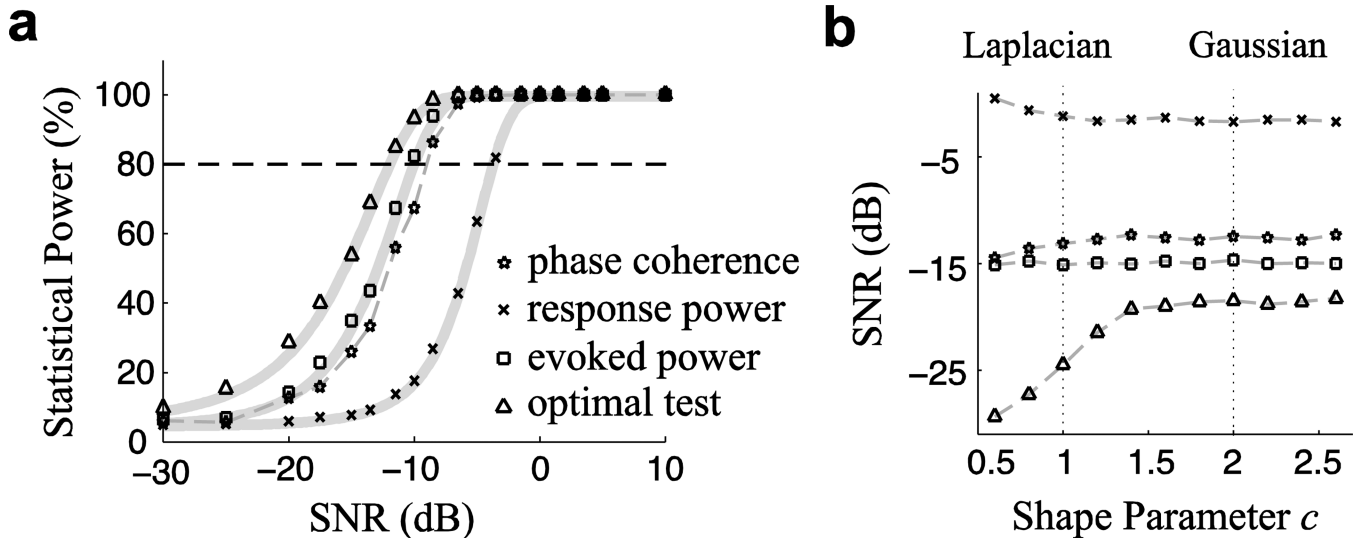 a
Statistical Power (%)
100
80
60
40
20
0
−30
−20
−10
0
10
SNR (dB)
phase coherence
response power
evoked power
optimal test
b
Laplacian
Gaussian
SNR (dB)
−5
−15
−25
0.5
1
1.5
2
2.5
Shape Parameter c